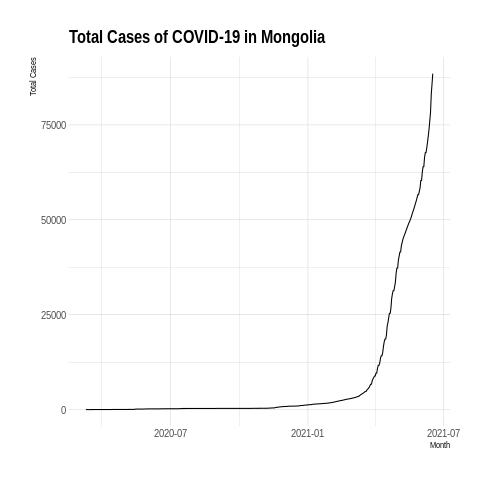 Total Cases of COVID-19 in Mongolia
Total Cases
75000
50000
25000
0
2020-07
2021-01
2021-07
Month